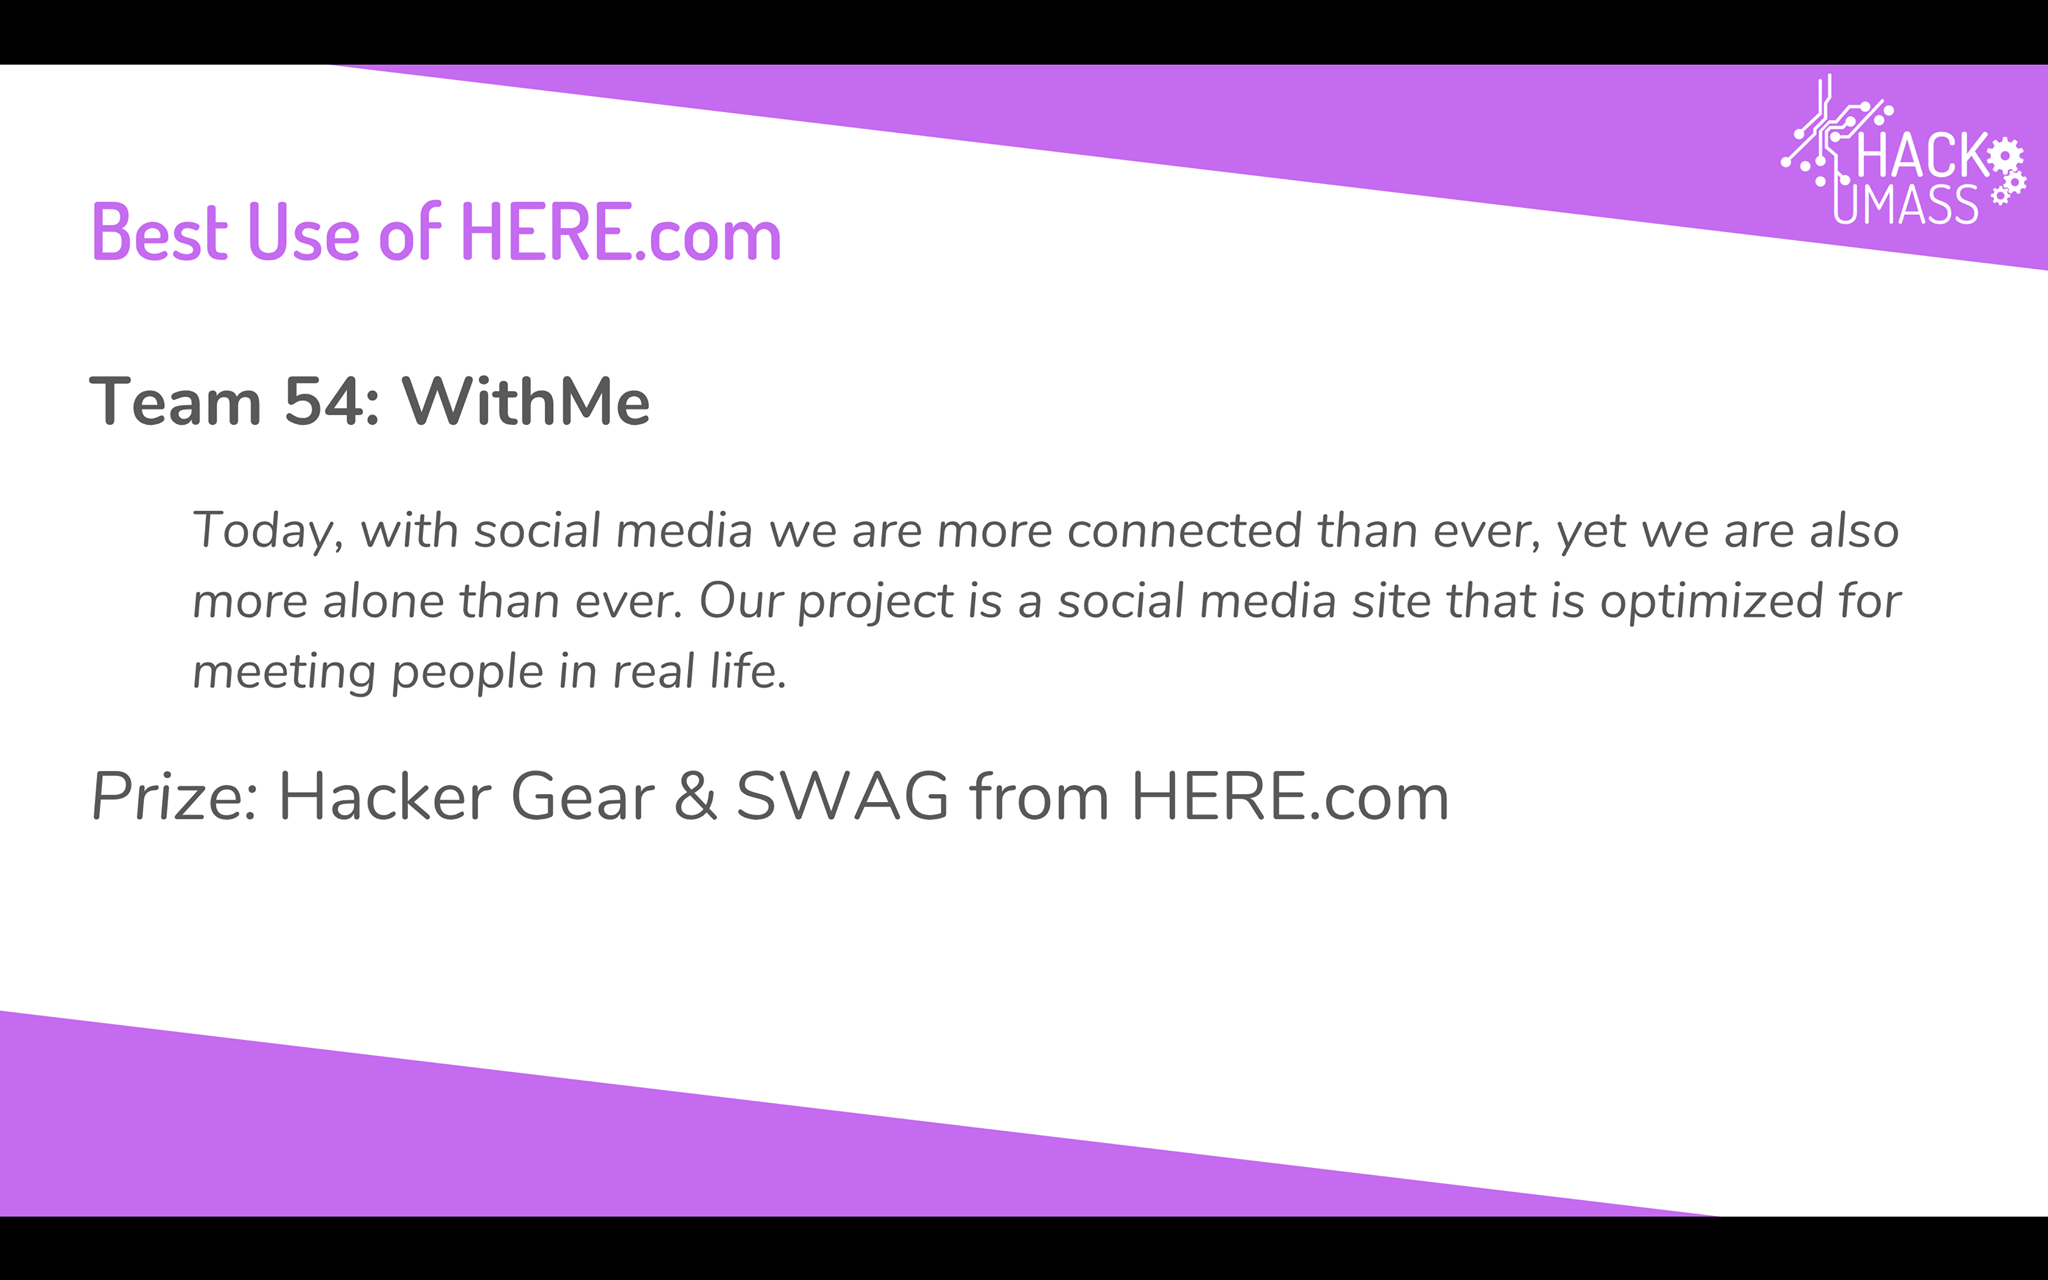 HACK
UMASS
Best Use of HERE.com
Team 54: WithMe
Today, with social media we are more connected than ever, yet we are also
more alone than ever. Our project is a social media site that is optimized for
meeting people in real life.
Prize: Hacker Gear & SWAG from HERE.com